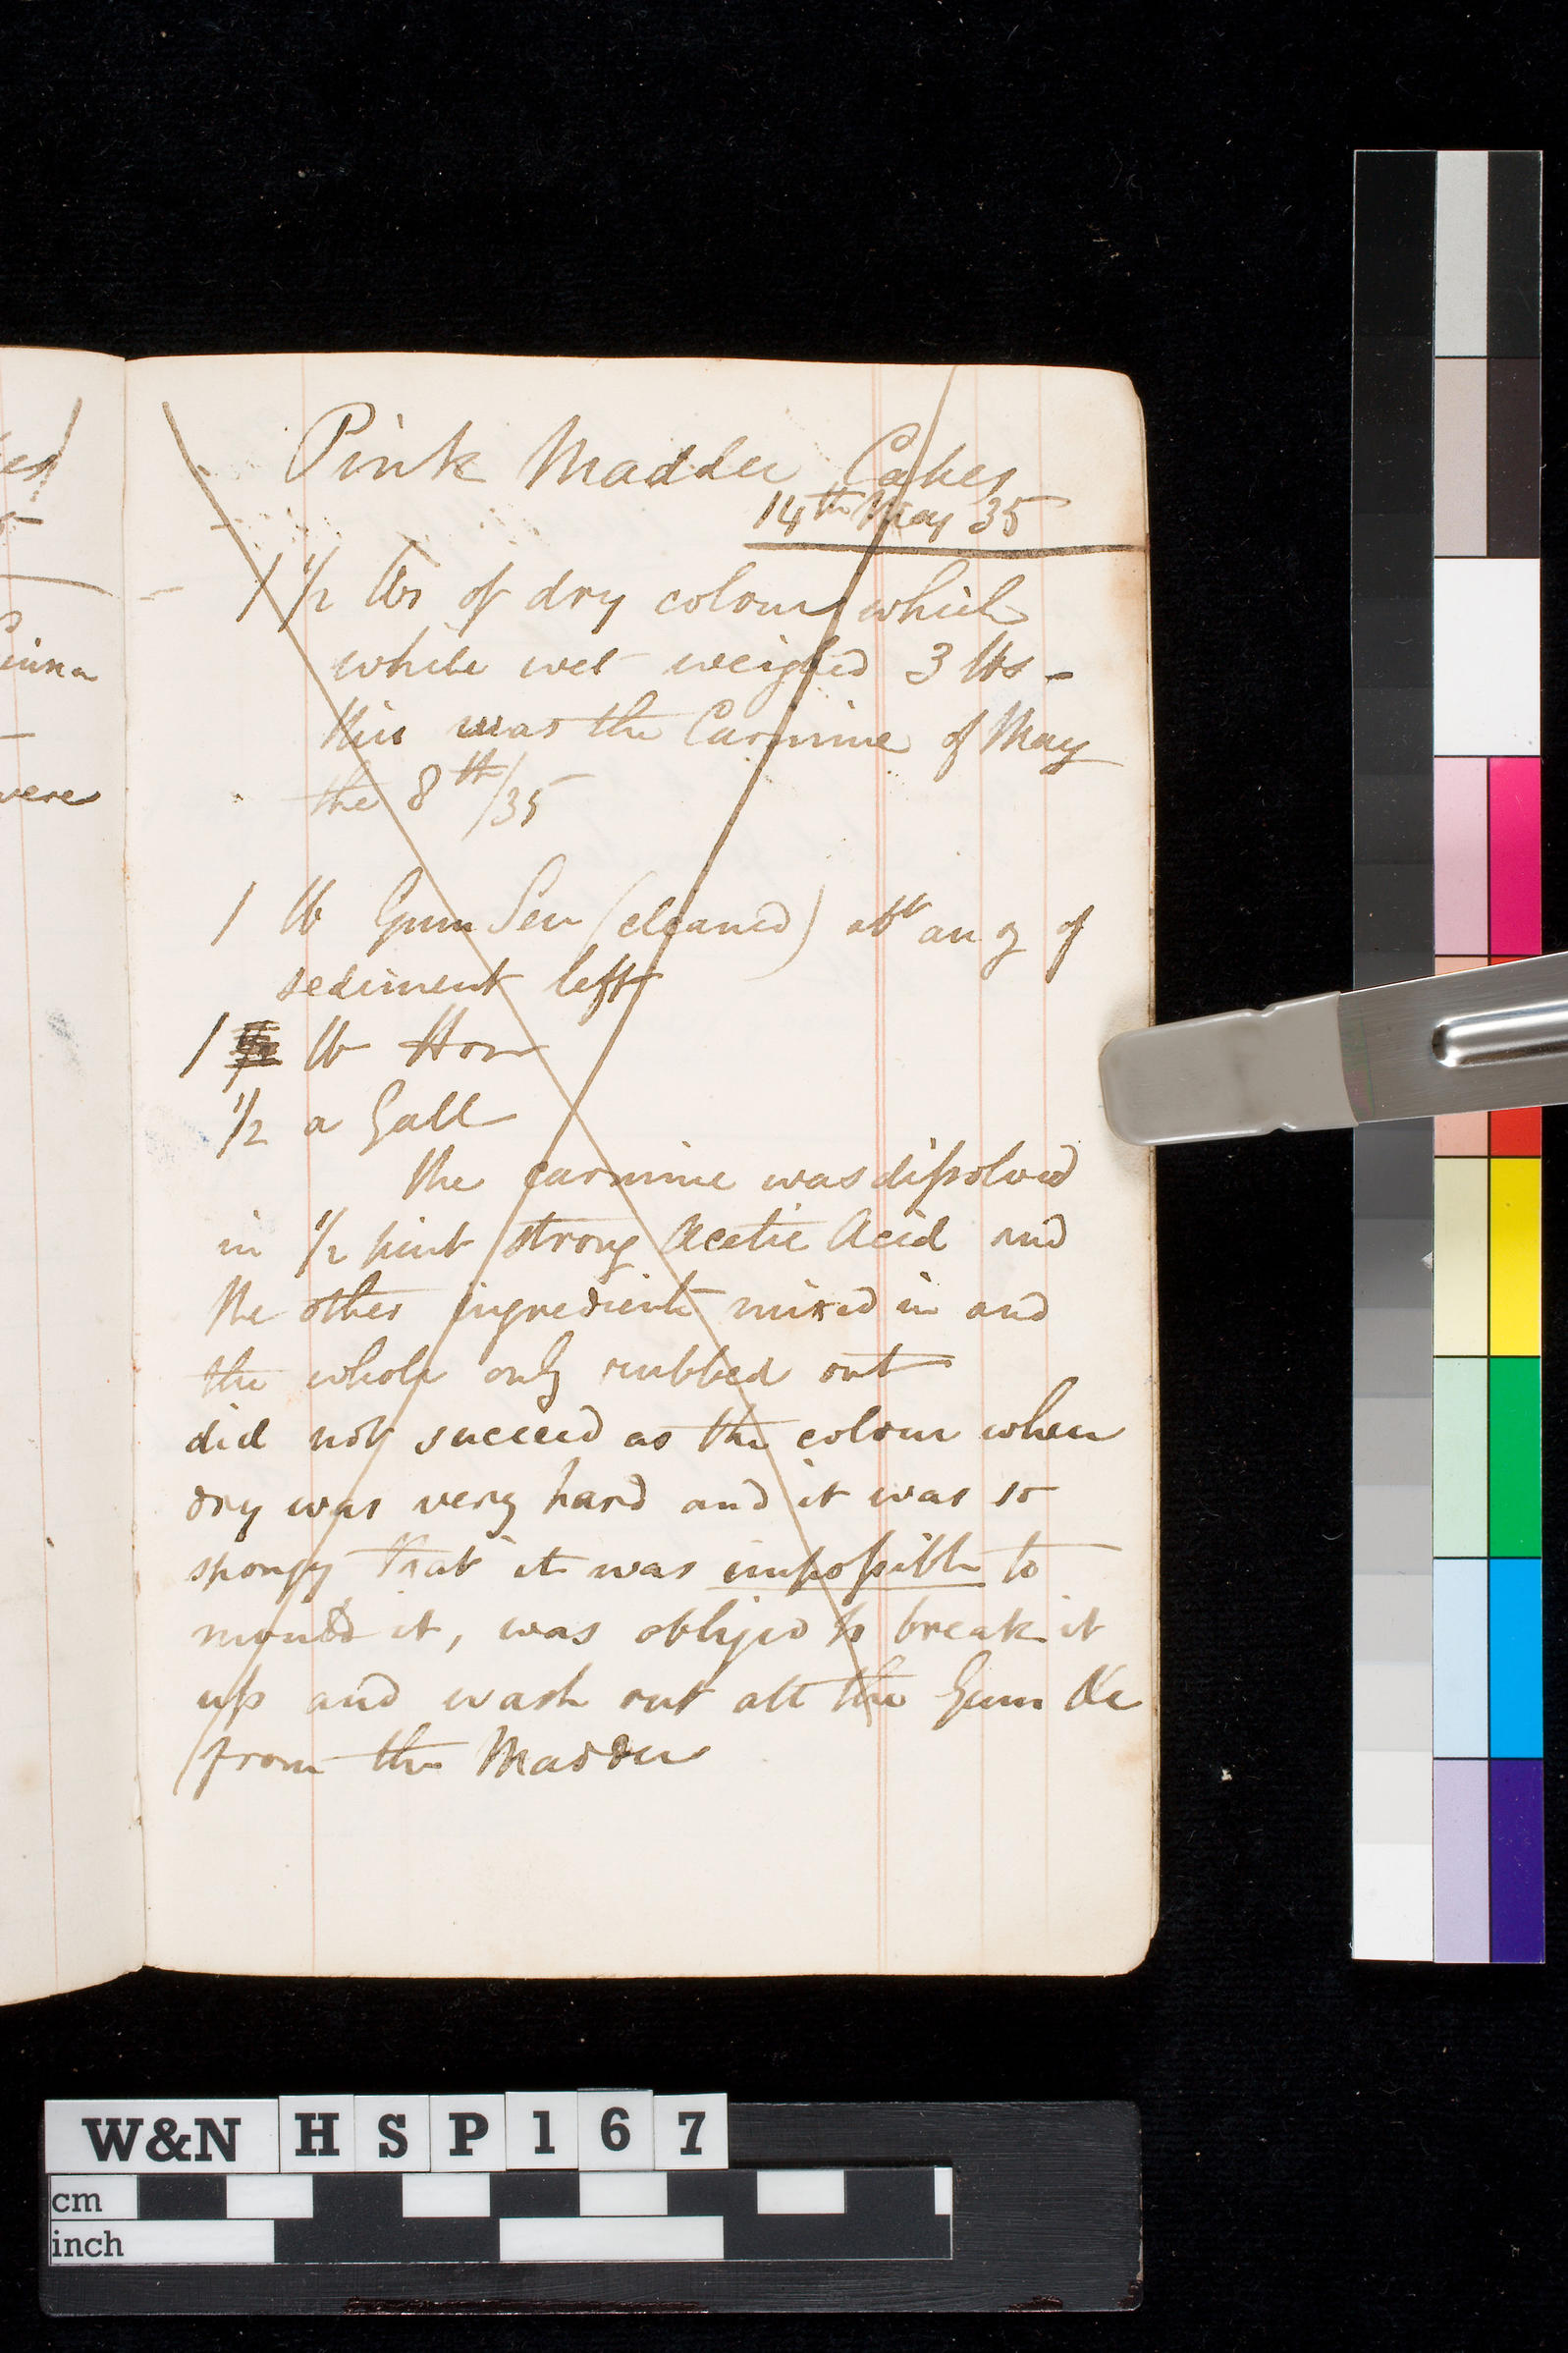 Pink Madder Cakes
14th May 35
1 1/2 lbs of dry colour which
while wet weighed 3 lbs -
this was the Carmine of May
the 8th/35
1 lb Gum Sen (cleaned) abt an oz of
sediment left
1 lb Hon
1/2 a Gall
the carmine was dissolved
in 1/2 pint strong Acetic Acid and
the other ingredients mixed in and
the whole only rubbed out
did not succeed as the colour when
dry was very hard and it was so
spongy that it was impossible to
mould it, was obliged to break it
up and wash out all the Gum &c
from the Madder
were
W&N HSP167
cm
inch